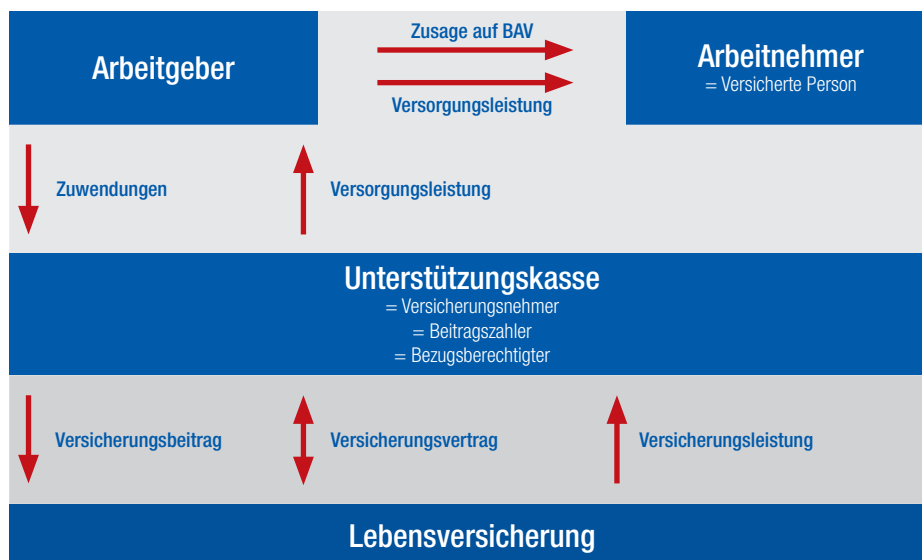 Arbeitgeber
Zusage auf BAV
Versorgungsleistung
Arbeitnehmer
= Versicherte Person
Zuwendungen
Versorgungsleistung
Unterstützungskasse
= Versicherungsnehmer
= Beitragszahler
= Bezugsberechtigter
Versicherungsbeitrag
Versicherungsvertrag
Versicherungsleistung
Lebensversicherung